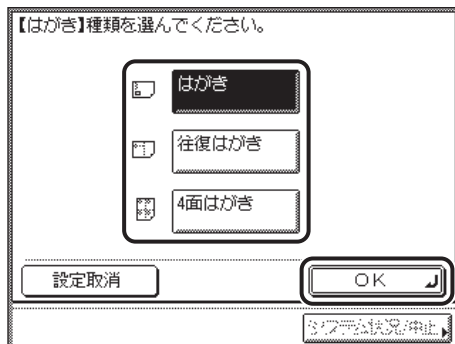 【はがき】種類を選んでください。
はがき
往復はがき
4面はがき
設定取消
OK
システム状況/中止